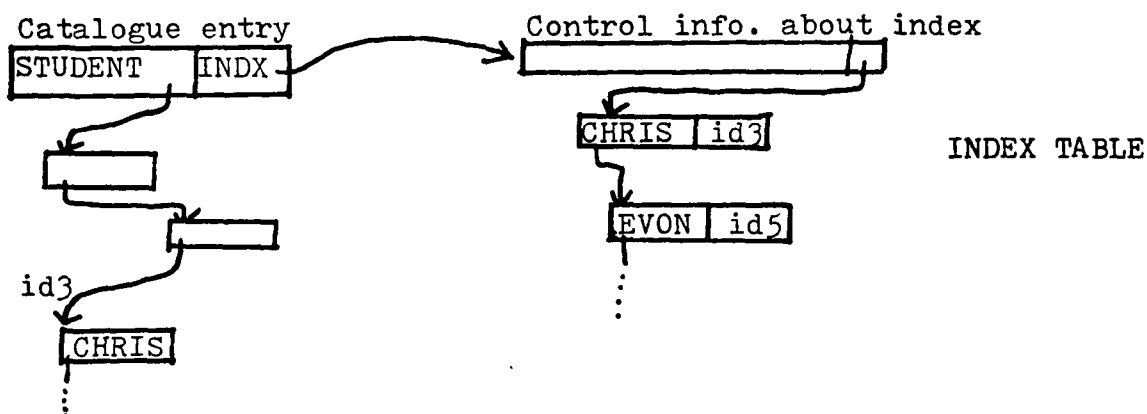 Catalogue entry
STUDENT INDX
id3
CHRIS
Control info. about index
CHRIS id3
EVON id5
INDEX TABLE